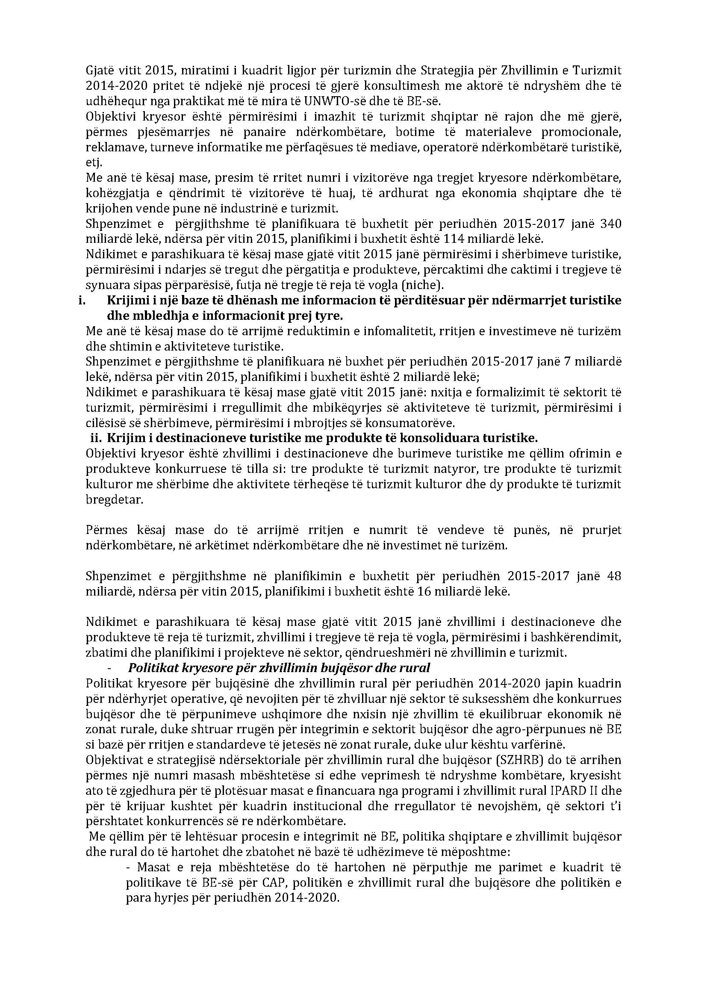 Gjatë vitit 2015, miratimi i kuadrit ligjor për turizmin dhe Strategjia për Zhvillimin e Turizmit
2014-2020 pritet të ndjekë një procesi të gjerë konsultimesh me aktorë të ndryshëm dhe të
udhëhequr nga praktikat më të mira të UNWTO-së dhe të BE-së.
Objektivi kryesor është përmirësimi i imazhit të turizmit shqiptar në rajon dhe më gjerë,
përmes pjesëmarrjes në panaire ndërkombëtare, botime të materialeve promocionale,
reklamave, turneve informatike me përfaqësues të mediave, operatorë ndërkombëtarë turistikë,
etj.
Me anë të kësaj mase, presim të rritet numri i vizitorëve nga tregjet kryesore ndërkombëtare,
kohëzgjatja e qëndrimit të vizitorëve të huaj, të ardhurat nga ekonomia shqiptare dhe të
krijohen vende pune në industrinë e turizmit.
Shpenzimet e përgjithshme të planifikuara të buxhetit për periudhën 2015-2017 janë 340
miliardë lekë, ndërsa për vitin 2015, planifikimi i buxhetit është 114 miliardë lekë.
Ndikimet e parashikuara të kësaj mase gjatë vitit 2015 janë përmirësimi i shërbimeve turistike,
përmirësimi i ndarjes së tregut dhe përgatitja e produkteve, përcaktimi dhe caktimi i tregjeve të
synuara sipas përparësisë, futja në tregje të reja të vogla (niche).
i. Krijimi i një baze të dhënash me informacion të përditësuar për ndërmarrjet turistike
dhe mbledhja e informacionit prej tyre.
Me anë të kësaj mase do të arrijmë reduktimin e infomalitetit, rritjen e investimeve në turizëm
dhe shtimin e aktiviteteve turistike.
Shpenzimet e përgjithshme të planifikuara në buxhet për periudhën 2015-2017 janë 7 miliardë
lekë, ndërsa për vitin 2015, planifikimi i buxhetit është 2 miliardë lekë;
Ndikimet e parashikuara të kësaj mase gjatë vitit 2015 janë: nxitja e formalizimit të sektorit të
turizmit, përmirësimi i rregullimit dhe mbikëqyrjes së aktiviteteve të turizmit, përmirësimi i
cilësisë së shërbimeve, përmirësimi i mbrojtjes së konsumatorëve.
ii. Krijim i destinacioneve turistike me produkte të konsoliduara turistike.
Objektivi kryesor është zhvillimi i destinacioneve dhe burimeve turistike me qëllim ofrimin e
produkteve konkurruese të tilla si: tre produkte të turizmit natyror, tre produkte të turizmit
kulturor me shërbime dhe aktivitete tërheqëse të turizmit kulturor dhe dy produkte të turizmit
bregdetar.
Përmes kësaj mase do të arrijmë rritjen e numrit të vendeve të punës, në prurjet
ndërkombëtare, në arkëtimet ndërkombëtare dhe në investimet në turizëm.
Shpenzimet e përgjithshme në planifikimin e buxhetit për periudhën 2015-2017 janë 48
miliardë, ndërsa për vitin 2015, planifikimi i buxhetit është 16 miliardë lekë.
Ndikimet e parashikuara të kësaj mase gjatë vitit 2015 janë zhvillimi i destinacioneve dhe
produkteve të reja të turizmit, zhvillimi i tregjeve të reja të vogla, përmirësimi i bashkërendimit,
zbatimi dhe planifikimi i projekteve në sektor, qëndrueshmëri në zhvillimin e turizmit.
- Politikat kryesore për zhvillimin bujqësor dhe rural
Politikat kryesore për bujqësinë dhe zhvillimin rural për periudhën 2014-2020 japin kuadrin
për ndërhyrjet operative, që nevojiten për të zhvilluar një sektor të suksesshëm dhe konkurrues
bujqësor dhe të përpunimeve ushqimore dhe nxisin një zhvillim të ekuilibruar ekonomik në
zonat rurale, duke shtruar rrugën për integrimin e sektorit bujqësor dhe agro-përpunues në BE
si bazë për rritjen e standardeve të jetesës në zonat rurale, duke ulur kështu varfërinë.
Objektivat e strategjisë ndërsektoriale për zhvillimin rural dhe bujqësor (SZHRB) do të arrihen
përmes një numri masash mbështetëse si edhe veprimesh të ndryshme kombëtare, kryesisht
ato të zgjedhura për të plotësuar masat e financuara nga programi i zhvillimit rural IPARD II dhe
për të krijuar kushtet për kuadrin institucional dhe rregullator të nevojshëm, që sektori t’i
përshtatet konkurrencës së re ndërkombëtare.
Me qëllim për të lehtësuar procesin e integrimit në BE, politika shqiptare e zhvillimit bujqësor
dhe rural do të hartohet dhe zbatohet në bazë të udhëzimeve të mëposhtme:
- Masat e reja mbështetëse do të hartohen në përputhje me parimet e kuadrit të
politikave të BE-së për CAP, politikën e zhvillimit rural dhe bujqësore dhe politikën e
para hyrjes për periudhën 2014-2020.